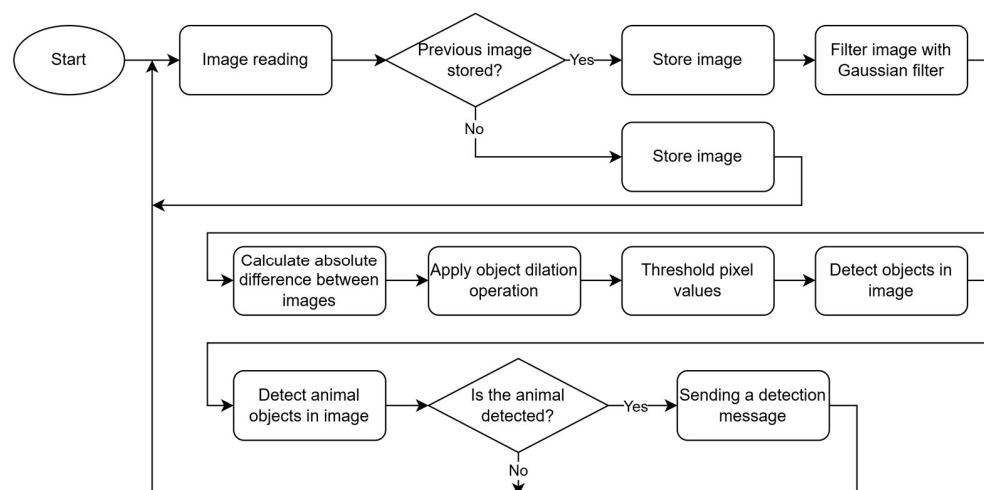 Start
Image reading
Previous image
stored?
Yes
Store image
Filter image with
Gaussian filter
No
Store image
Calculate absolute
difference between
images
Apply object dilation
operation
Threshold pixel
values
Detect objects in
image
Detect animal
objects in image
Is the animal
detected?
Yes
Sending a detection
message
No